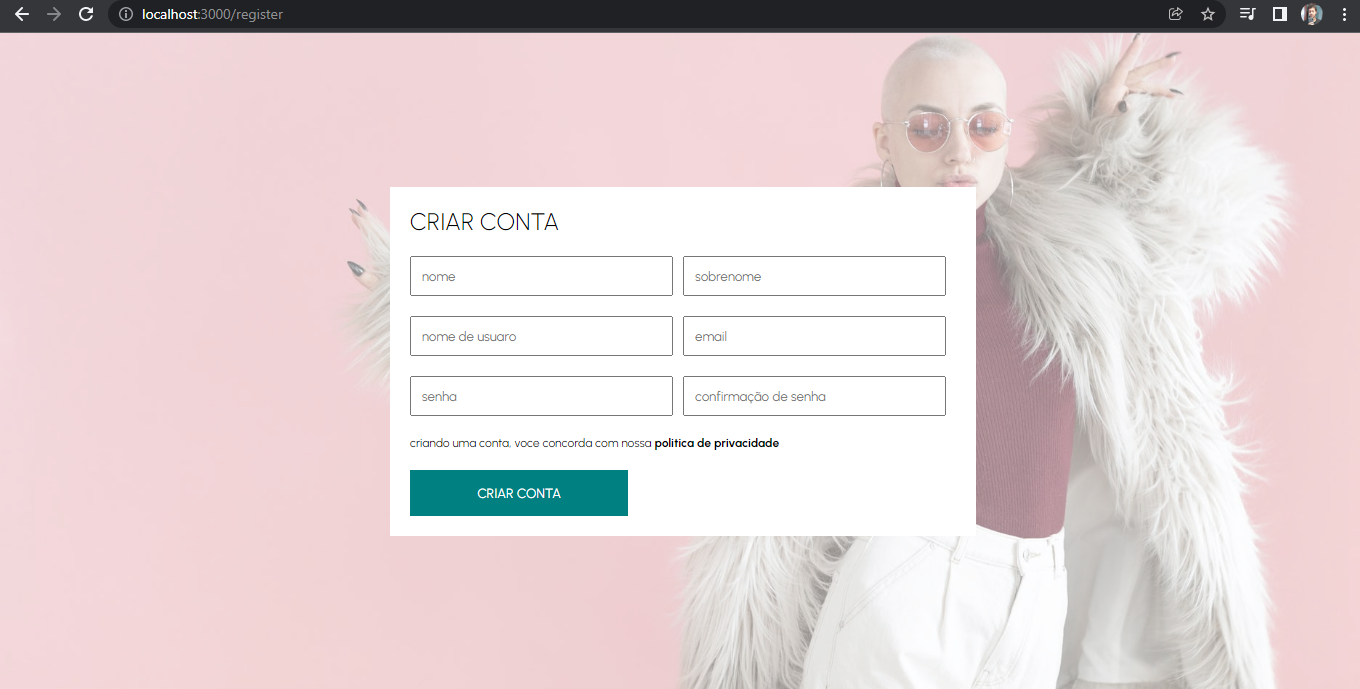 localhost:3000/register
CRIAR CONTA
nome
sobrenome
nome de usuaro
email
senha
confirmação de senha
criando uma conta, voce concorda com nossa politica de privacidade
CRIAR CONTA